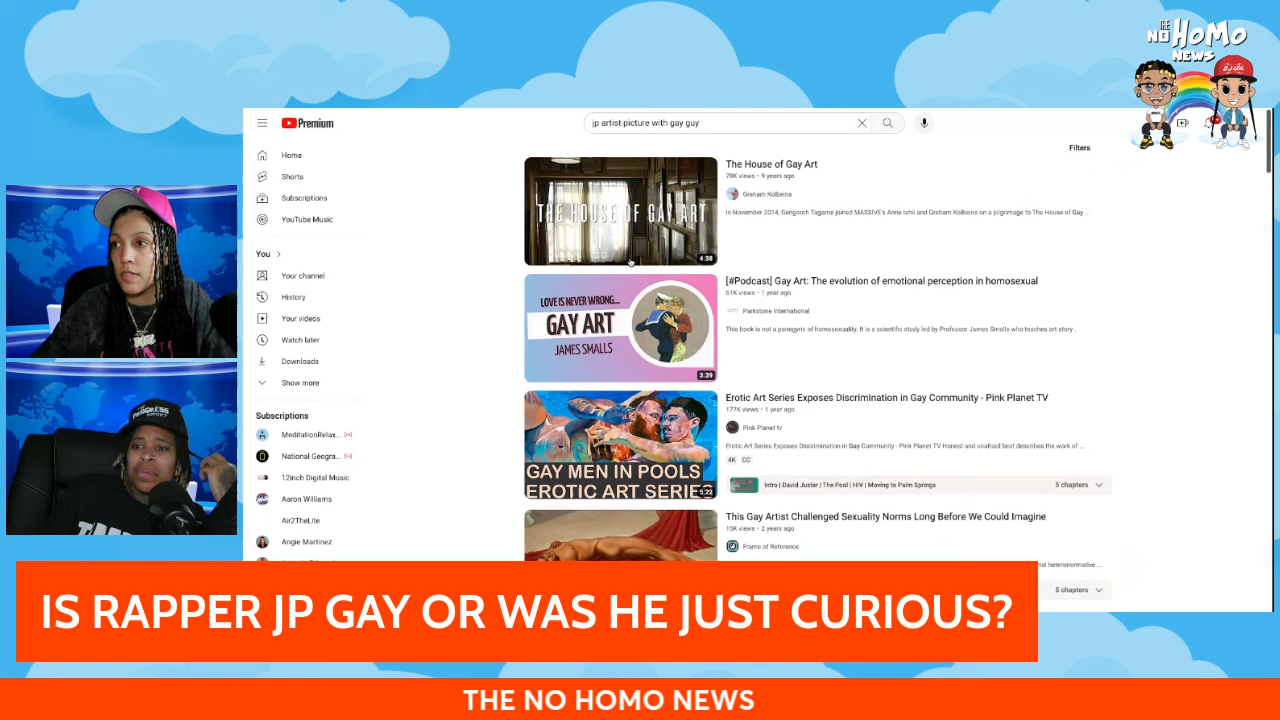 THE
NO HOMO
NEWS
Premium
jp artist picture with gay guy
Filters
Home
Shorts
Subscriptions
YouTube Music
You
Your channel
History
Your videos
Watch later
Downloads
Show more
Subscriptions
MeditationRelax...
National Geogra...
12inch Digital Music
Aaron Williams
Air2TheLite
Angie Martinez
THE HOUSE OF GAY ART
4:38
The House of Gay Art
78K views • 9 years ago
Graham Kolbeins
In November 2014, Gengoroh Tagame joined MASSIVE's Anne Ishii and Graham Kolbeins on a pilgrimage to The House of Gay ...
LOVE IS NEVER WRONG...
GAY ART
JAMES SMALLS
3:39
[#Podcast] Gay Art: The evolution of emotional perception in homosexual
61K views • 1 year ago
Parkstone International
This book is not a panegyric of homosexuality. It is a scientific study led by Professor James Smalls who teaches art story .
GAY MEN IN POOLS
EROTIC ART SERIES
5:22
Erotic Art Series Exposes Discrimination in Gay Community - Pink Planet TV
177K views • 1 year ago
Pink Planet tv
Erotic Art Series Exposes Discrimination in Gay Community - Pink Planet TV Honest and unafraid best describes the work of ...
4K CC
Intro | David Juster | The Pool | HIV | Moving to Palm Springs
5 chapters
This Gay Artist Challenged Sexuality Norms Long Before We Could Imagine
15K views • 2 years ago
Frame of Reference
nal heteronormative ...
5 chapters
PROGRESS
IS RAPPER JP GAY OR WAS HE JUST CURIOUS?
THE NO HOMO NEWS